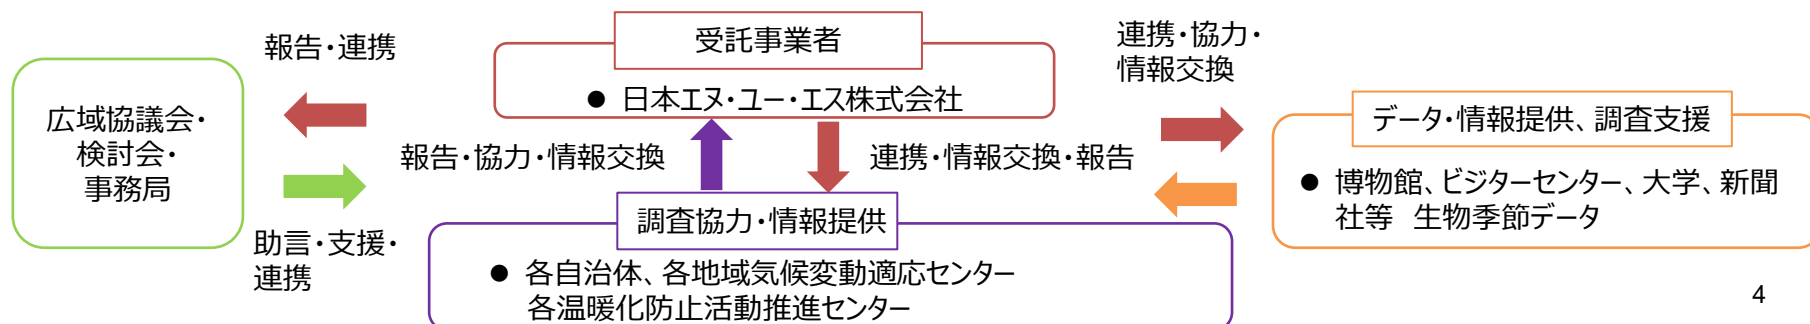 報告・連携
広域協議会・
検討会・
事務局
助言・支援・
連携
受託事業者
● 日本エヌ・ユー・エス株式会社
報告・協力・情報交換
連携・情報交換・報告
調査協力・情報提供
● 各自治体、各地域気候変動適応センター
各温暖化防止活動推進センター
連携・協力・
情報交換
データ・情報提供、調査支援
● 博物館、ビジターセンター、大学、新聞
社等 生物季節データ
4